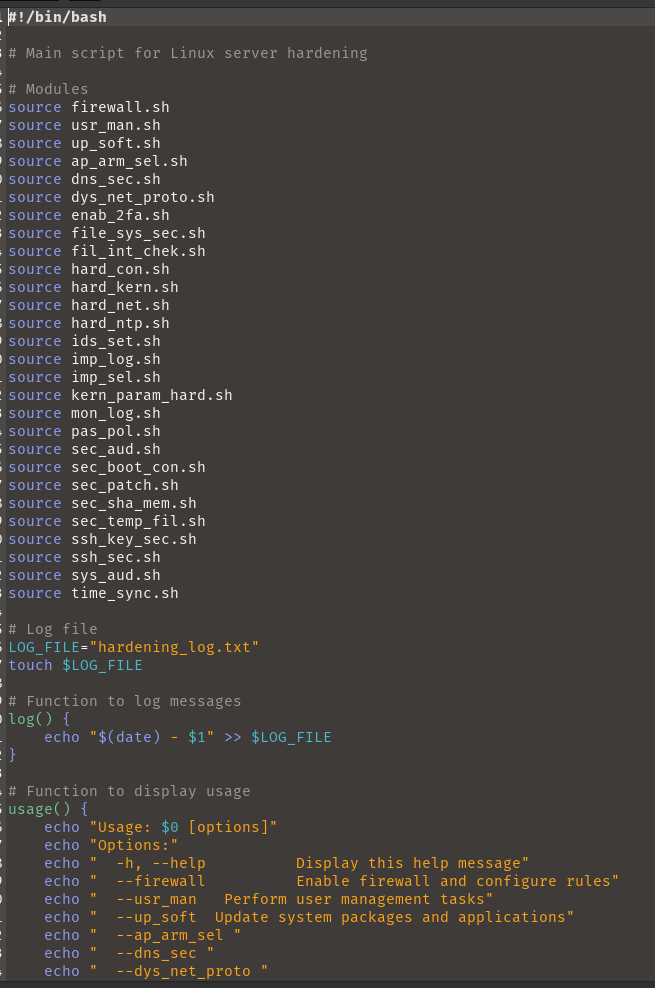 #!/bin/bash
# Main script for Linux server hardening
# Modules
source firewall.sh
source usr_man.sh
source up_soft.sh
source ap_arm_sel.sh
source dns_sec.sh
source dys_net_proto.sh
source enab_2fa.sh
source file_sys_sec.sh
source fil_int_chek.sh
source hard_con.sh
source hard_kern.sh
source hard_net.sh
source hard_ntp.sh
source ids_set.sh
source imp_log.sh
source imp_sel.sh
source kern_param_hard.sh
source mon_log.sh
source pas_pol.sh
source sec_aud.sh
source sec_boot_con.sh
source sec_patch.sh
source sec_sha_mem.sh
source sec_temp_fil.sh
source ssh_key_sec.sh
source ssh_sec.sh
source sys_aud.sh
source time_sync.sh
# Log file
LOG_FILE="hardening_log.txt"
touch $LOG_FILE
# Function to log messages
log() {
    echo "$(date) - $1" >> $LOG_FILE
}
# Function to display usage
usage() {
    echo "Usage: $0 [options]"
    echo "Options:"
    echo "  -h, --help          Display this help message"
    echo "  --firewall          Enable firewall and configure rules"
    echo "  --usr_man   Perform user management tasks"
    echo "  --up_soft  Update system packages and applications"
    echo "  --ap_arm_sel "
    echo "  --dns_sec "
    echo "  --dys_net_proto "